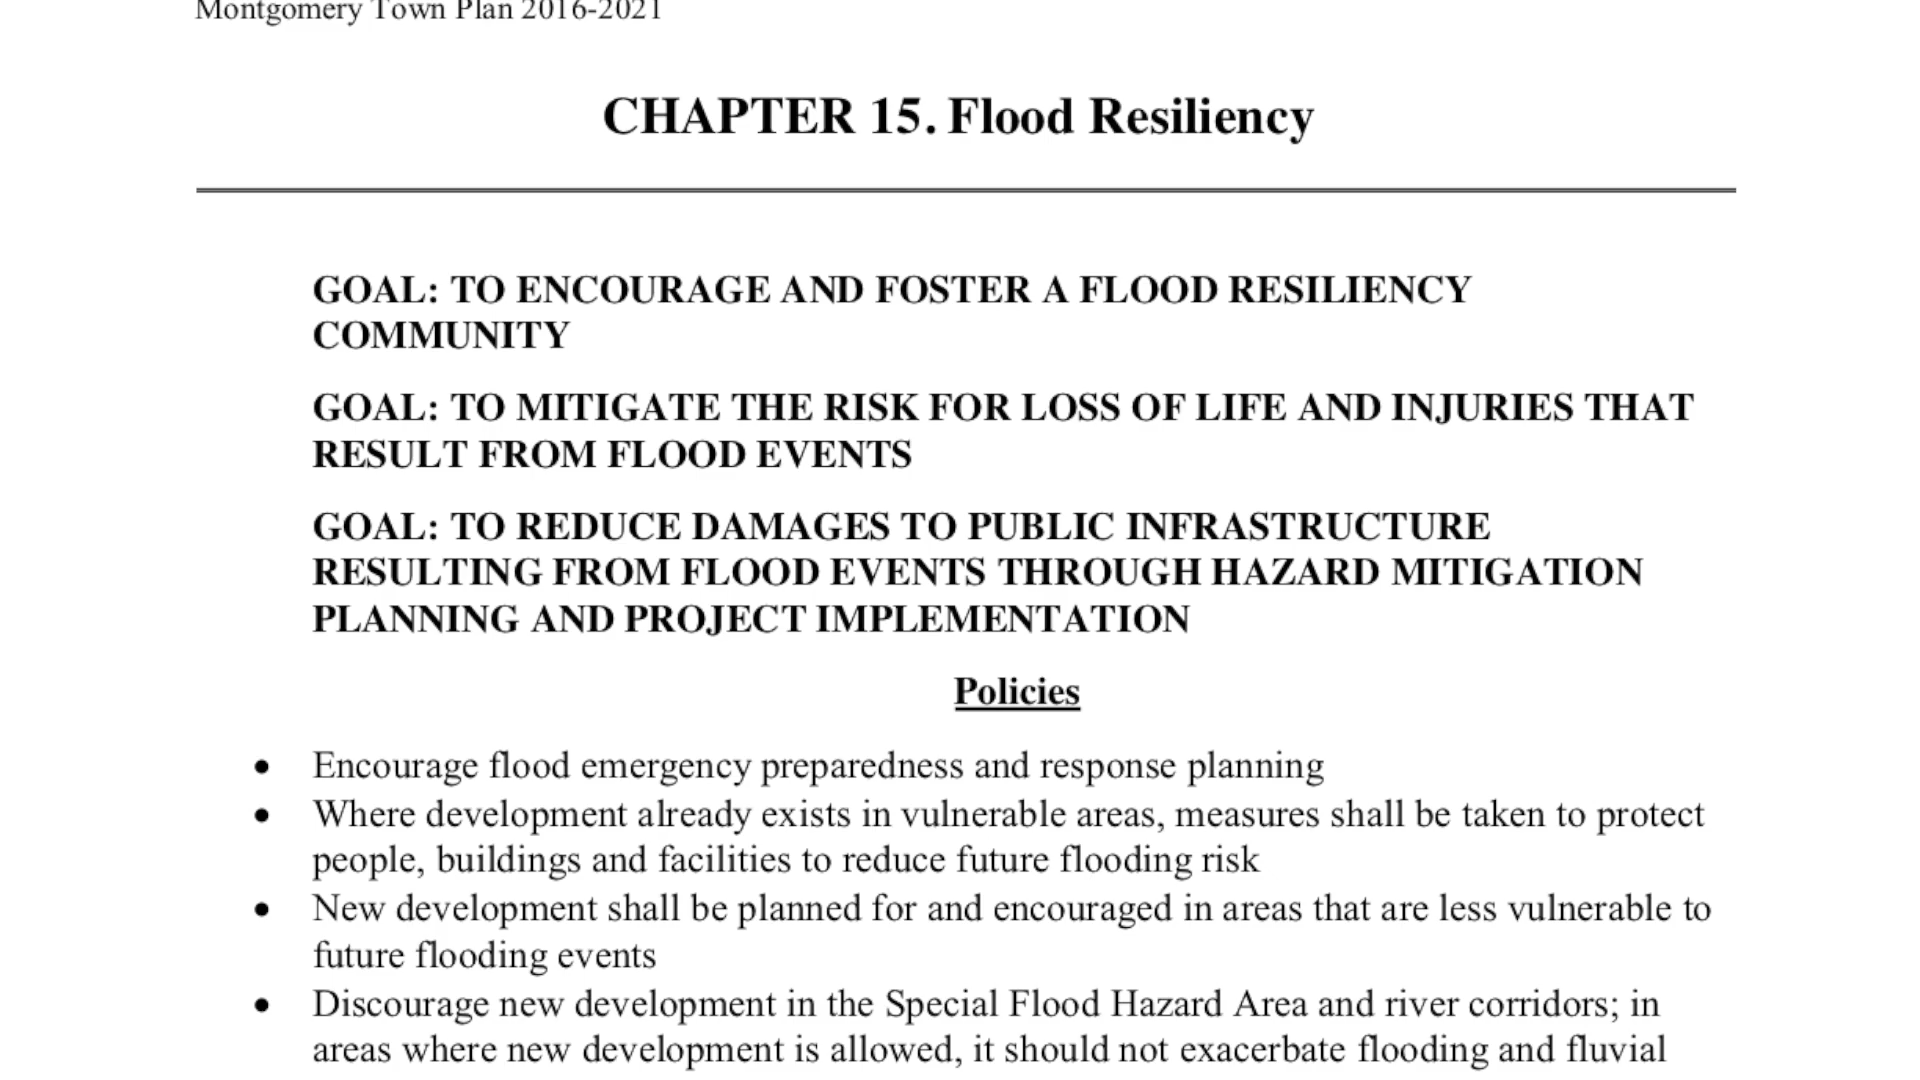 Montgomery Town Plan 2016-2021
CHAPTER 15. Flood Resiliency
GOAL: TO ENCOURAGE AND FOSTER A FLOOD RESILIENCY
COMMUNITY
GOAL: TO MITIGATE THE RISK FOR LOSS OF LIFE AND INJURIES THAT
RESULT FROM FLOOD EVENTS
GOAL: TO REDUCE DAMAGES TO PUBLIC INFRASTRUCTURE
RESULTING FROM FLOOD EVENTS THROUGH HAZARD MITIGATION
PLANNING AND PROJECT IMPLEMENTATION
Policies
• Encourage flood emergency preparedness and response planning
• Where development already exists in vulnerable areas, measures shall be taken to protect
people, buildings and facilities to reduce future flooding risk
• New development shall be planned for and encouraged in areas that are less vulnerable to
future flooding events
• Discourage new development in the Special Flood Hazard Area and river corridors; in
areas where new development is allowed, it should not exacerbate flooding and fluvial